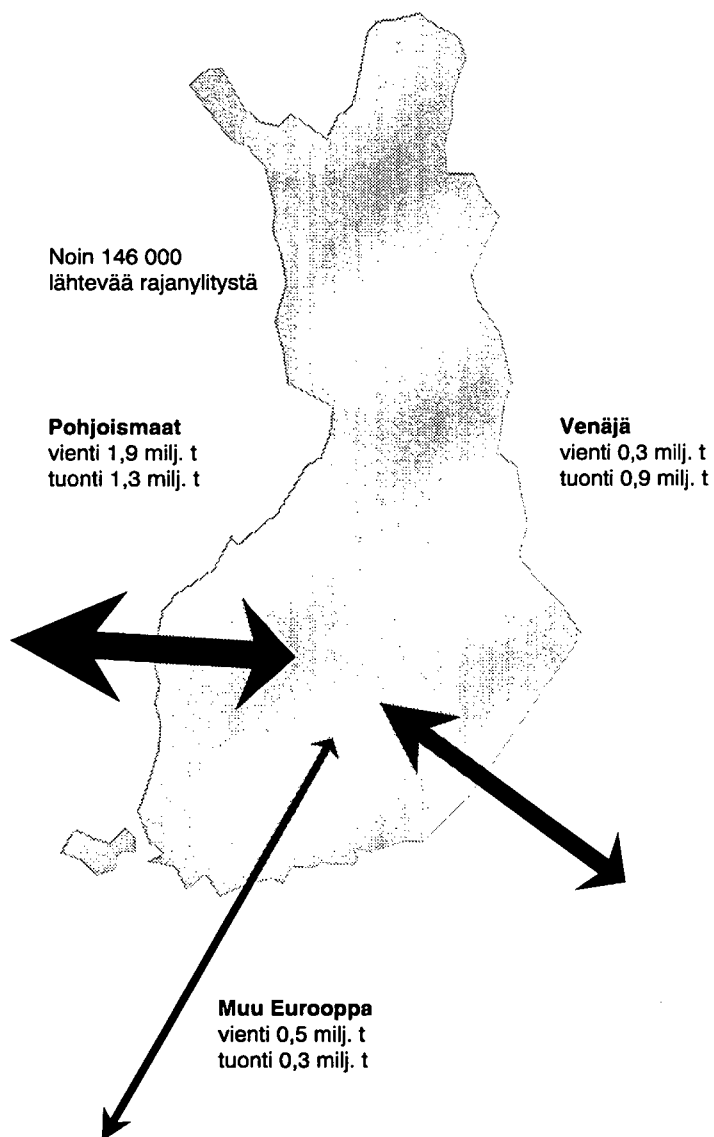 Noin 146 000
lähtevää rajanylitystä
Pohjoismaat
vienti 1,9 milj. t
tuonti 1,3 milj. t
Venäjä
vienti 0,3 milj. t
tuonti 0,9 milj. t
Muu Eurooppa
vienti 0,5 milj. t
tuonti 0,3 milj. t